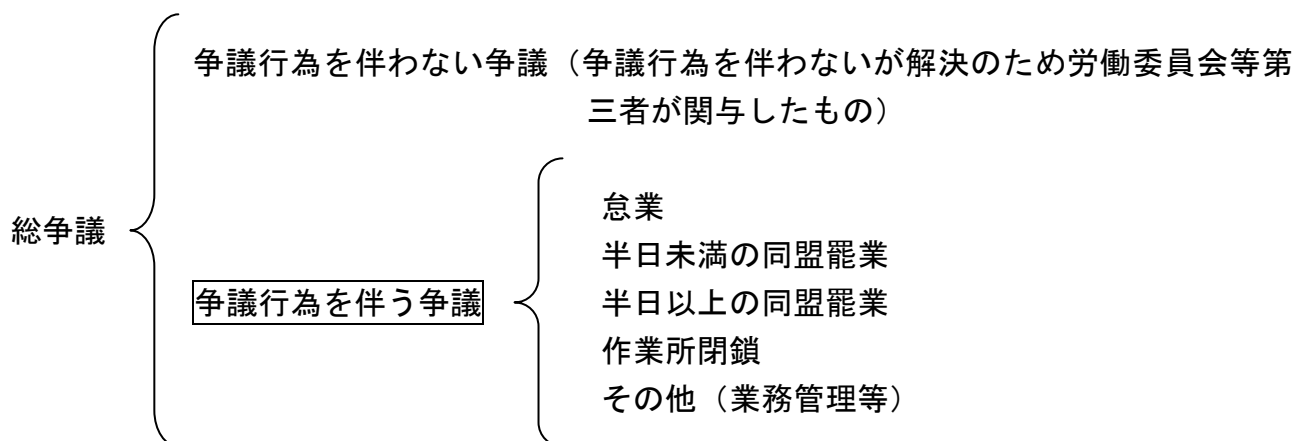 争議行為を伴わない争議（争議行為を伴わないが解決のため労働委員会等第
三者が関与したもの）
総争議
争議行為を伴う争議
怠業
半日未満の同盟罷業
半日以上の同盟罷業
作業所閉鎖
その他（業務管理等）